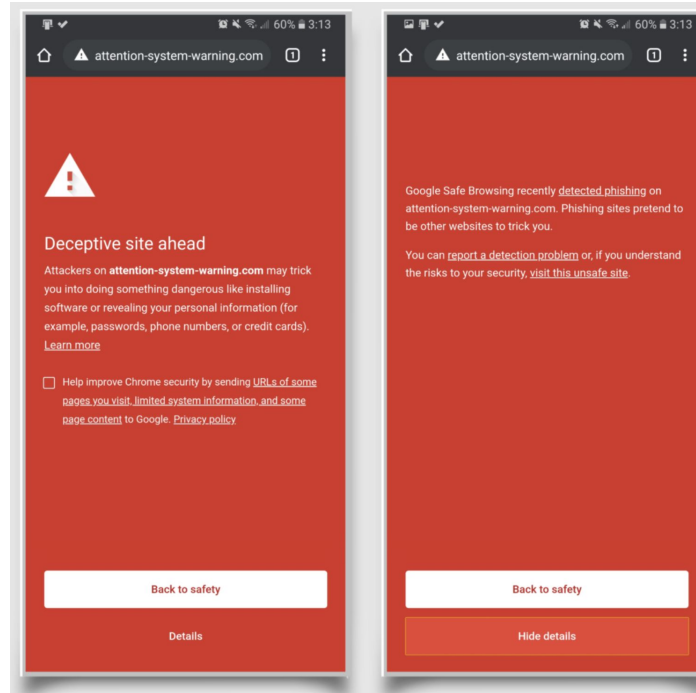 60% 3:13
attention-system-warning.com 1
Deceptive site ahead
Attackers on attention-system-warning.com may trick
you into doing something dangerous like installing
software or revealing your personal information (for
example, passwords, phone numbers, or credit cards).
Learn more
Help improve Chrome security by sending URLs of some
pages you visit, limited system information, and some
page content to Google. Privacy policy
Back to safety
Details
60% 3:13
attention-system-warning.com 1
Google Safe Browsing recently detected phishing on
attention-system-warning.com. Phishing sites pretend to
be other websites to trick you.
You can report a detection problem or, if you understand
the risks to your security, visit this unsafe site.
Back to safety
Hide details